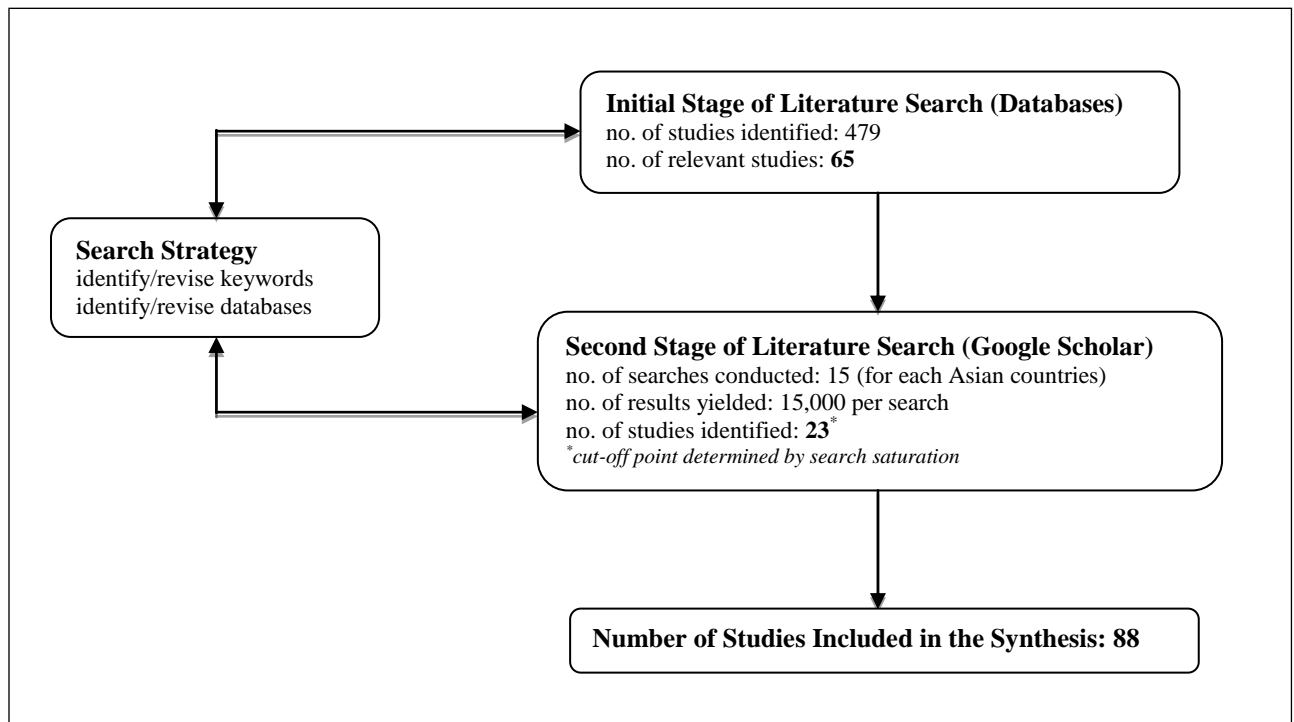 Initial Stage of Literature Search (Databases)
no. of studies identified: 479
no. of relevant studies: 65
Search Strategy
identify/revise keywords
identify/revise databases
Second Stage of Literature Search (Google Scholar)
no. of searches conducted: 15 (for each Asian countries)
no. of results yielded: 15,000 per search
no. of studies identified: 23*
*cut-off point determined by search saturation
Number of Studies Included in the Synthesis: 88